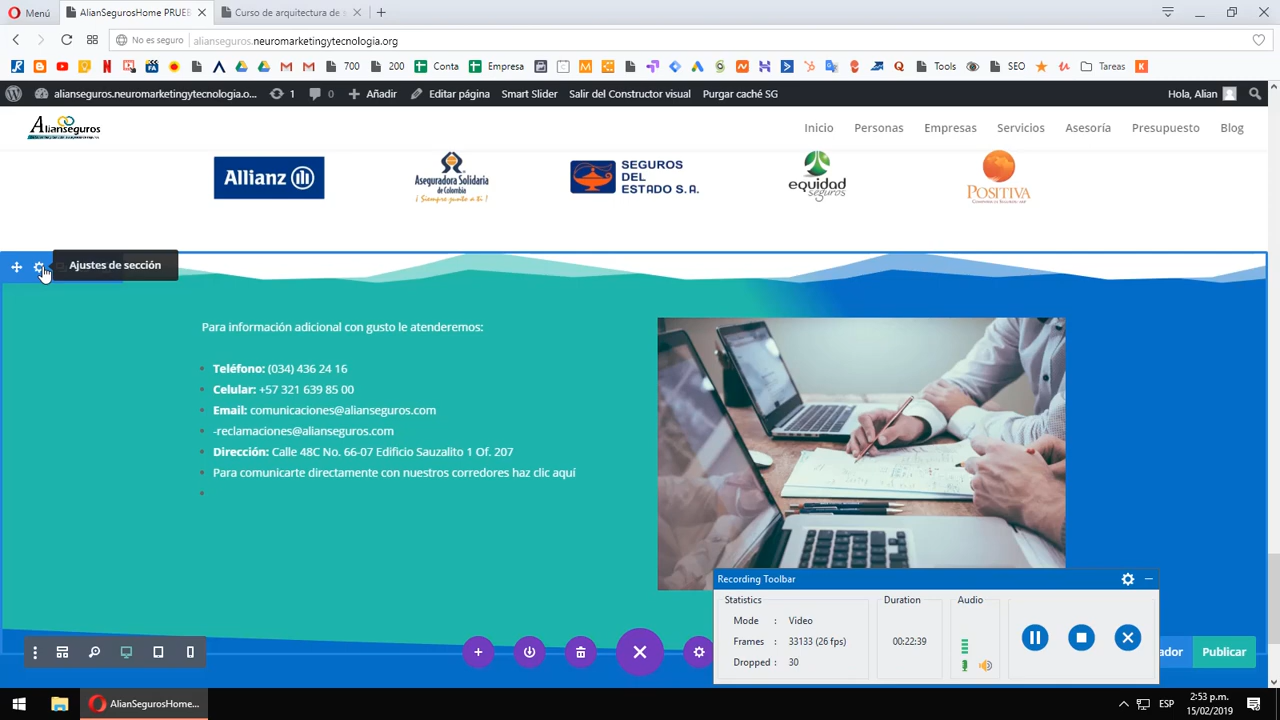 Menú
AlianSegurosHome PRUEB
Curso de arquitectura de s
No es seguro
alianseguros.neuromarketingytecnologia.org
700
200
Conta
Empresa
Tools
SEO
Tareas
alianseguros.neuromarketingytecnologia.o...
1
0
Añadir
Editar página
Smart Slider
Salir del Constructor visual
Purgar caché SG
Hola, Alian
Alianseguros
Inicio
Personas
Empresas
Servicios
Asesoría
Presupuesto
Blog
Allianz
Aseguradora Solidaria
de Colombia
¡Siempre junto a ti!
SEGUROS
DEL
ESTADO S.A.
equidad
seguros
POSITIVA
Ajustes de sección
Para información adicional con gusto le atenderemos:
Teléfono: (034) 436 24 16
Celular: +57 321 639 85 00
Email: comunicaciones@alianseguros.com
-reclamaciones@alianseguros.com
Dirección: Calle 48C No. 66-07 Edificio Sauzalito 1 Of. 207
Para comunicarte directamente con nuestros corredores haz clic aquí
Recording Toolbar
Statistics
Mode : Video
Frames : 33133 (26 fps)
Dropped : 30
Duration
00:22:39
Audio
ador
Publicar
AlianSegurosHome...
ESP
2:53 p.m.
15/02/2019